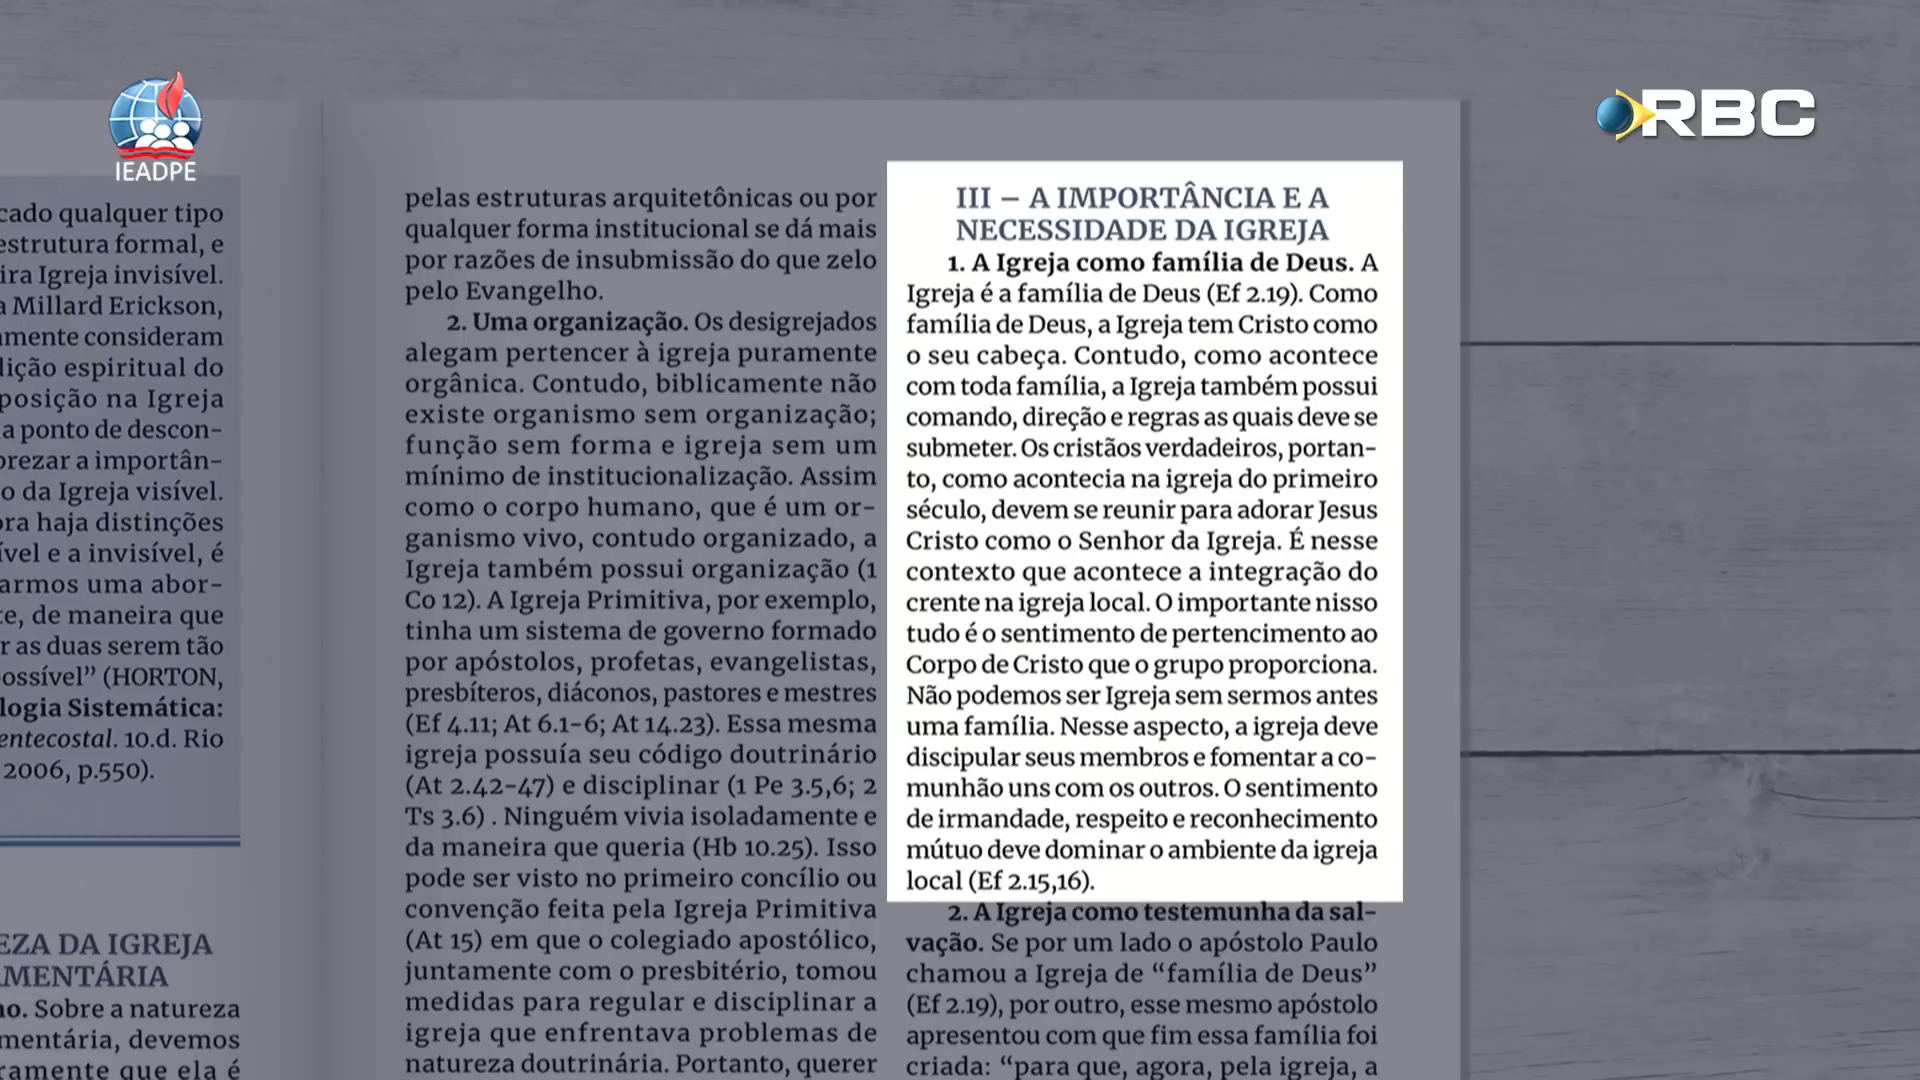 IEADPE
RBC
cado qualquer tipo
estrutura formal, e
ira Igreja invisível.
a Millard Erickson,
amente consideram
lição espiritual do
posição na Igreja
a ponto de descon-
prezar a importân-
o da Igreja visível.
ora haja distinções
ível e a invisível, é
armos uma abor-
te, de maneira que
r as duas serem tão
ossível” (HORTON,
logia Sistemática:
entecostal. 10.d. Rio
2006, p.550).
EZA DA IGREJA
AMENTÁRIA
no. Sobre a natureza
mentária, devemos
ramente que ela é
pelas estruturas arquitetônicas ou por
qualquer forma institucional se dá mais
por razões de insubmissão do que zelo
pelo Evangelho.
2. Uma organização. Os desigrejados
alegam pertencer à igreja puramente
orgânica. Contudo, biblicamente não
existe organismo sem organização;
função sem forma e igreja sem um
mínimo de institucionalização. Assim
como o corpo humano, que é um or-
ganismo vivo, contudo organizado, a
Igreja também possui organização (1
Co 12). A Igreja Primitiva, por exemplo,
tinha um sistema de governo formado
por apóstolos, profetas, evangelistas,
presbíteros, diáconos, pastores e mestres
(Ef 4.11; At 6.1-6; At 14.23). Essa mesma
igreja possuía seu código doutrinário
(At 2.42-47) e disciplinar (1 Pe 3.5,6; 2
Ts 3.6) . Ninguém vivia isoladamente e
da maneira que queria (Hb 10.25). Isso
pode ser visto no primeiro concílio ou
convenção feita pela Igreja Primitiva
(At 15) em que o colegiado apostólico,
juntamente com o presbitério, tomou
medidas para regular e disciplinar a
igreja que enfrentava problemas de
natureza doutrinária. Portanto, querer
III – A IMPORTÂNCIA E A
NECESSIDADE DA IGREJA
1. A Igreja como família de Deus. A
Igreja é a família de Deus (Ef 2.19). Como
família de Deus, a Igreja tem Cristo como
o seu cabeça. Contudo, como acontece
com toda família, a Igreja também possui
comando, direção e regras as quais deve se
submeter. Os cristãos verdadeiros, portan-
to, como acontecia na igreja do primeiro
século, devem se reunir para adorar Jesus
Cristo como o Senhor da Igreja. É nesse
contexto que acontece a integração do
crente na igreja local. O importante nisso
tudo é o sentimento de pertencimento ao
Corpo de Cristo que o grupo proporciona.
Não podemos ser Igreja sem sermos antes
uma família. Nesse aspecto, a igreja deve
discipular seus membros e fomentar a co-
munhão uns com os outros. O sentimento
de irmandade, respeito e reconhecimento
mútuo deve dominar o ambiente da igreja
local (Ef 2.15,16).
2. A Igreja como testemunha da sal-
vação. Se por um lado o apóstolo Paulo
chamou a Igreja de “família de Deus”
(Ef 2.19), por outro, esse mesmo apóstolo
apresentou com que fim essa família foi
criada: “para que, agora, pela igreja, a